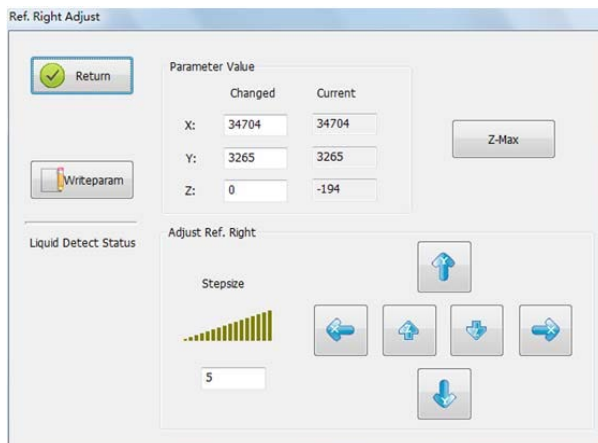 Ref. Right Adjust
Return
Parameter Value
Changed Current
X: 34704 34704
Z-Max
Y: 3265 3265
Writeparam
Z: 0 -194
Liquid Detect Status
Adjust Ref. Right
Y
Stepsize
X Z Z X
5
Y